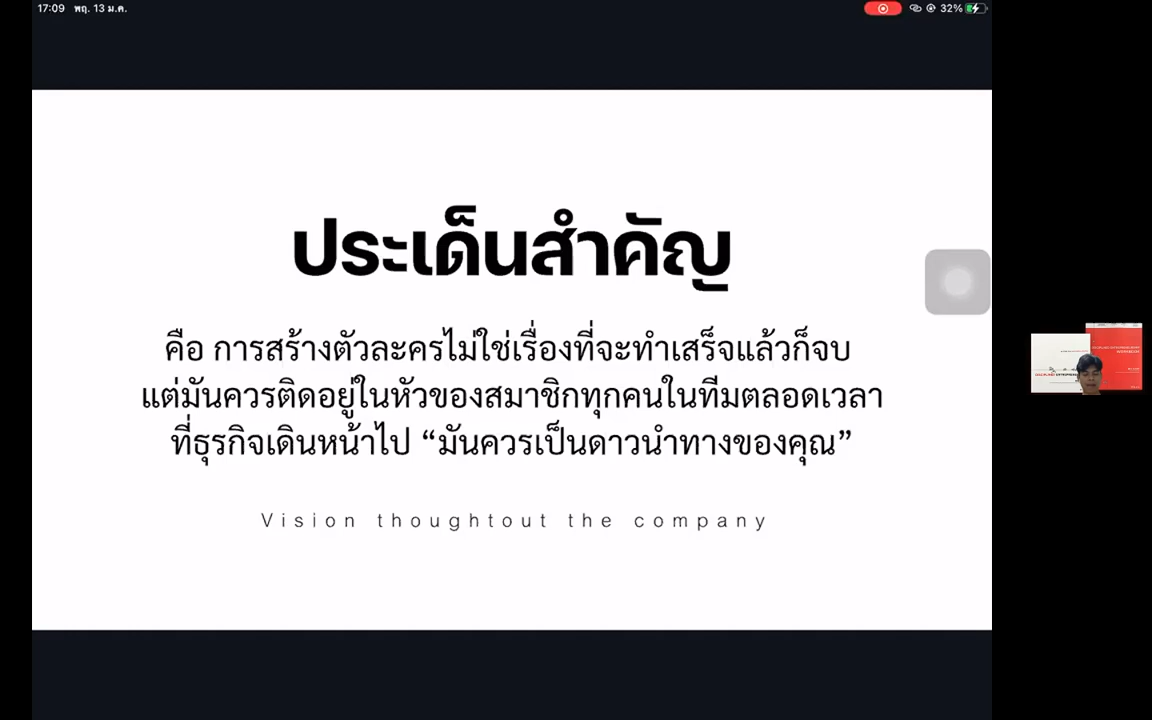 17:09 พฤ. 13 ม.ค.
32%
ประเด็นสำคัญ
คือ การสร้างตัวละครไม่ใช่เรื่องที่จะทำเสร็จแล้วก็จบ
แต่มันควรติดอยู่ในหัวของสมาชิกทุกคนในทีมตลอดเวลา
ที่ธุรกิจเดินหน้าไป “มันควรเป็นดาวนำทางของคุณ”
Vision thoughtout the company
WORKBOOK